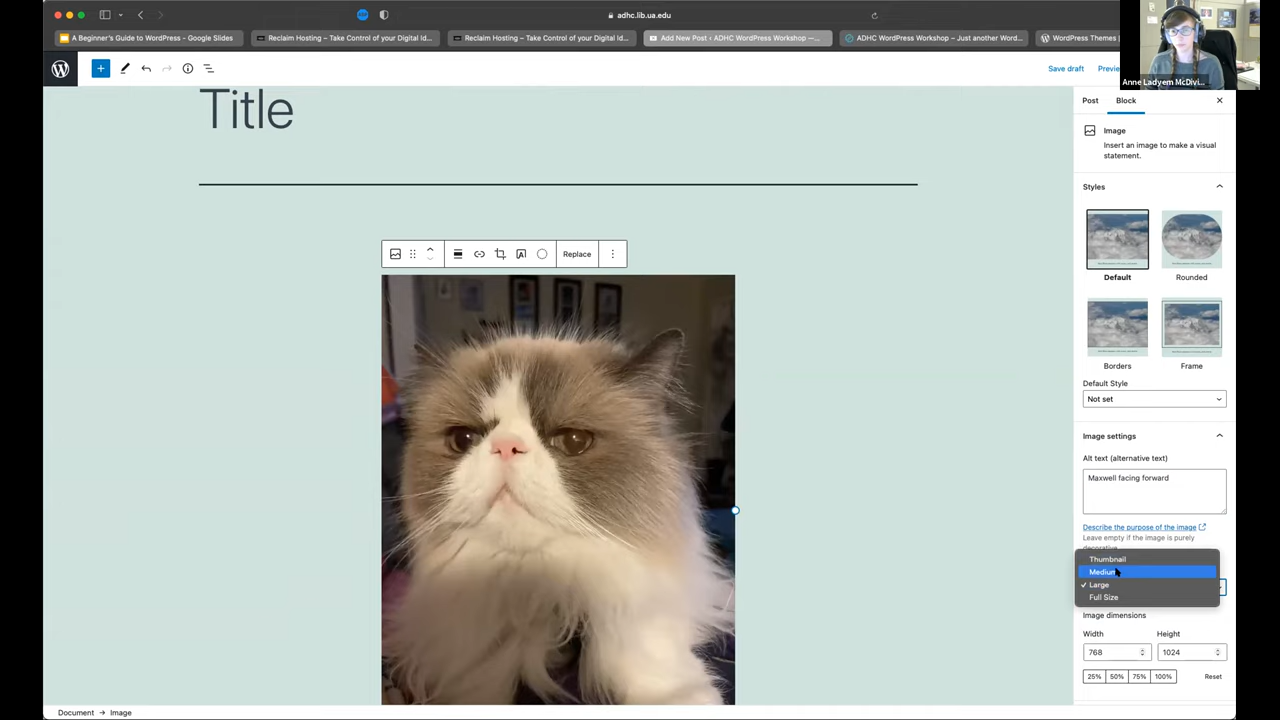 adhc.lib.ua.edu
A Beginner's Guide to WordPress - Google Slides
Reclaim Hosting – Take Control of your Digital Id...
Reclaim Hosting – Take Control of your Digital Ide...
Add New Post ‹ ADHC WordPress Workshop —...
ADHC WordPress Workshop – Just another Word...
WordPress Themes |
Anne Ladyem McDivi...
Save draft
Previe
Title
Post
Block
Image
Insert an image to make a visual
statement.
Styles
Default
Rounded
Borders
Frame
Default Style
Not set
Replace
Image settings
Alt text (alternative text)
Maxwell facing forward
Describe the purpose of the image
Leave empty if the image is purely
decorative.
Thumbnail
Medium
Large
Full Size
Image dimensions
Width
Height
768
1024
25%
50%
75%
100%
Reset
Document → Image